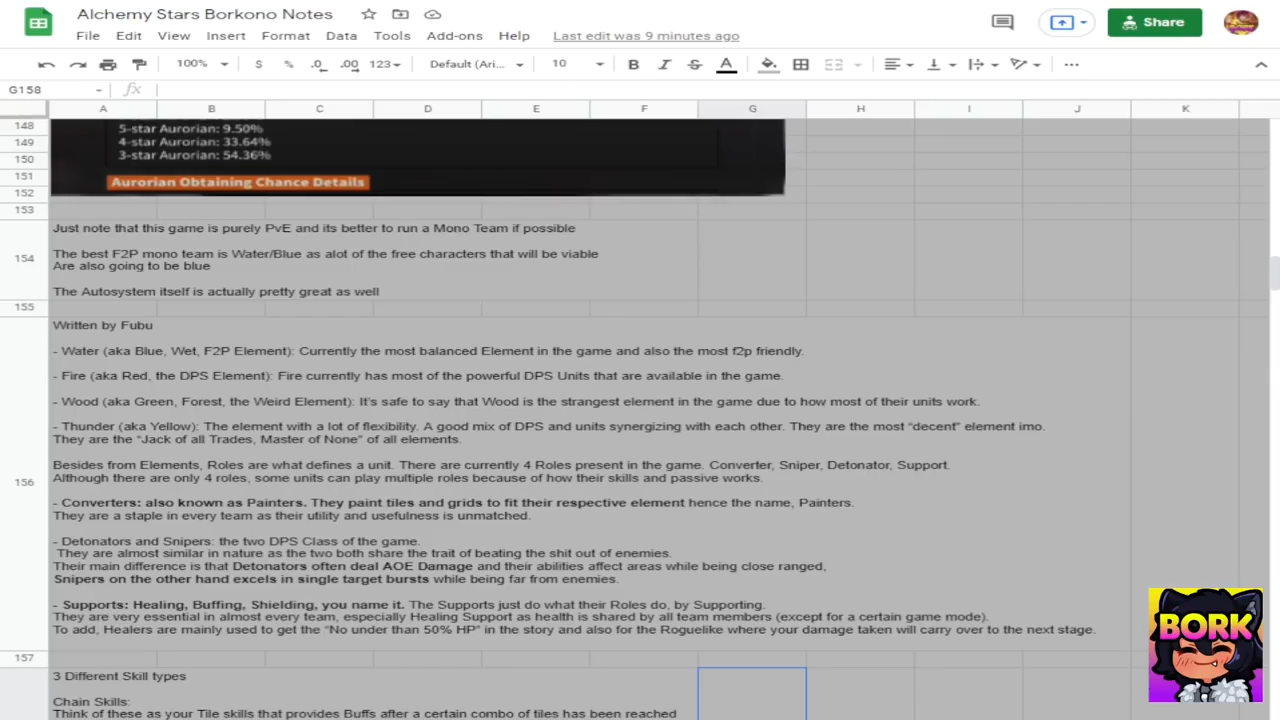 Alchemy Stars Borkono Notes
File Edit View Insert Format Data Tools Add-ons Help Last edit was 9 minutes ago
Share
100% $ % .0 .00 123 Default (Ari... 10 B I S A
G158 fx
A B C D E F G H I J K
148 5-star Aurorian: 9.50%
149 4-star Aurorian: 33.64%
150 3-star Aurorian: 54.36%
151 Aurorian Obtaining Chance Details
152
153
Just note that this game is purely PvE and its better to run a Mono Team if possible
The best F2P mono team is Water/Blue as alot of the free characters that will be viable
154
Are also going to be blue
The Autosystem itself is actually pretty great as well
155
Written by Fubu
- Water (aka Blue, Wet, F2P Element): Currently the most balanced Element in the game and also the most f2p friendly.
- Fire (aka Red, the DPS Element): Fire currently has most of the powerful DPS Units that are available in the game.
- Wood (aka Green, Forest, the Weird Element): It's safe to say that Wood is the strangest element in the game due to how most of their units work.
- Thunder (aka Yellow): The element with a lot of flexibility. A good mix of DPS and units synergizing with each other. They are the most “decent” element imo.
They are the “Jack of all Trades, Master of None” of all elements.
Besides from Elements, Roles are what defines a unit. There are currently 4 Roles present in the game. Converter, Sniper, Detonator, Support.
Although there are only 4 roles, some units can play multiple roles because of how their skills and passive works.
156
- Converters: also known as Painters. They paint tiles and grids to fit their respective element hence the name, Painters.
They are a staple in every team as their utility and usefulness is unmatched.
- Detonators and Snipers: the two DPS Class of the game.
They are almost similar in nature as the two both share the trait of beating the shit out of enemies.
Their main difference is that Detonators often deal AOE Damage and their abilities affect areas while being close ranged,
Snipers on the other hand excels in single target bursts while being far from enemies.
- Supports: Healing, Buffing, Shielding, you name it. The Supports just do what their Roles do, by Supporting.
They are very essential in almost every team, especially Healing Support as health is shared by all team members (except for a certain game mode).
To add, Healers are mainly used to get the “No under than 50% HP” in the story and also for the Roguelike where your damage taken will carry over to the next stage.
BORK
157
3 Different Skill types
Chain Skills:
Think of these as your Tile skills that provides Buffs after a certain combo of tiles has been reached